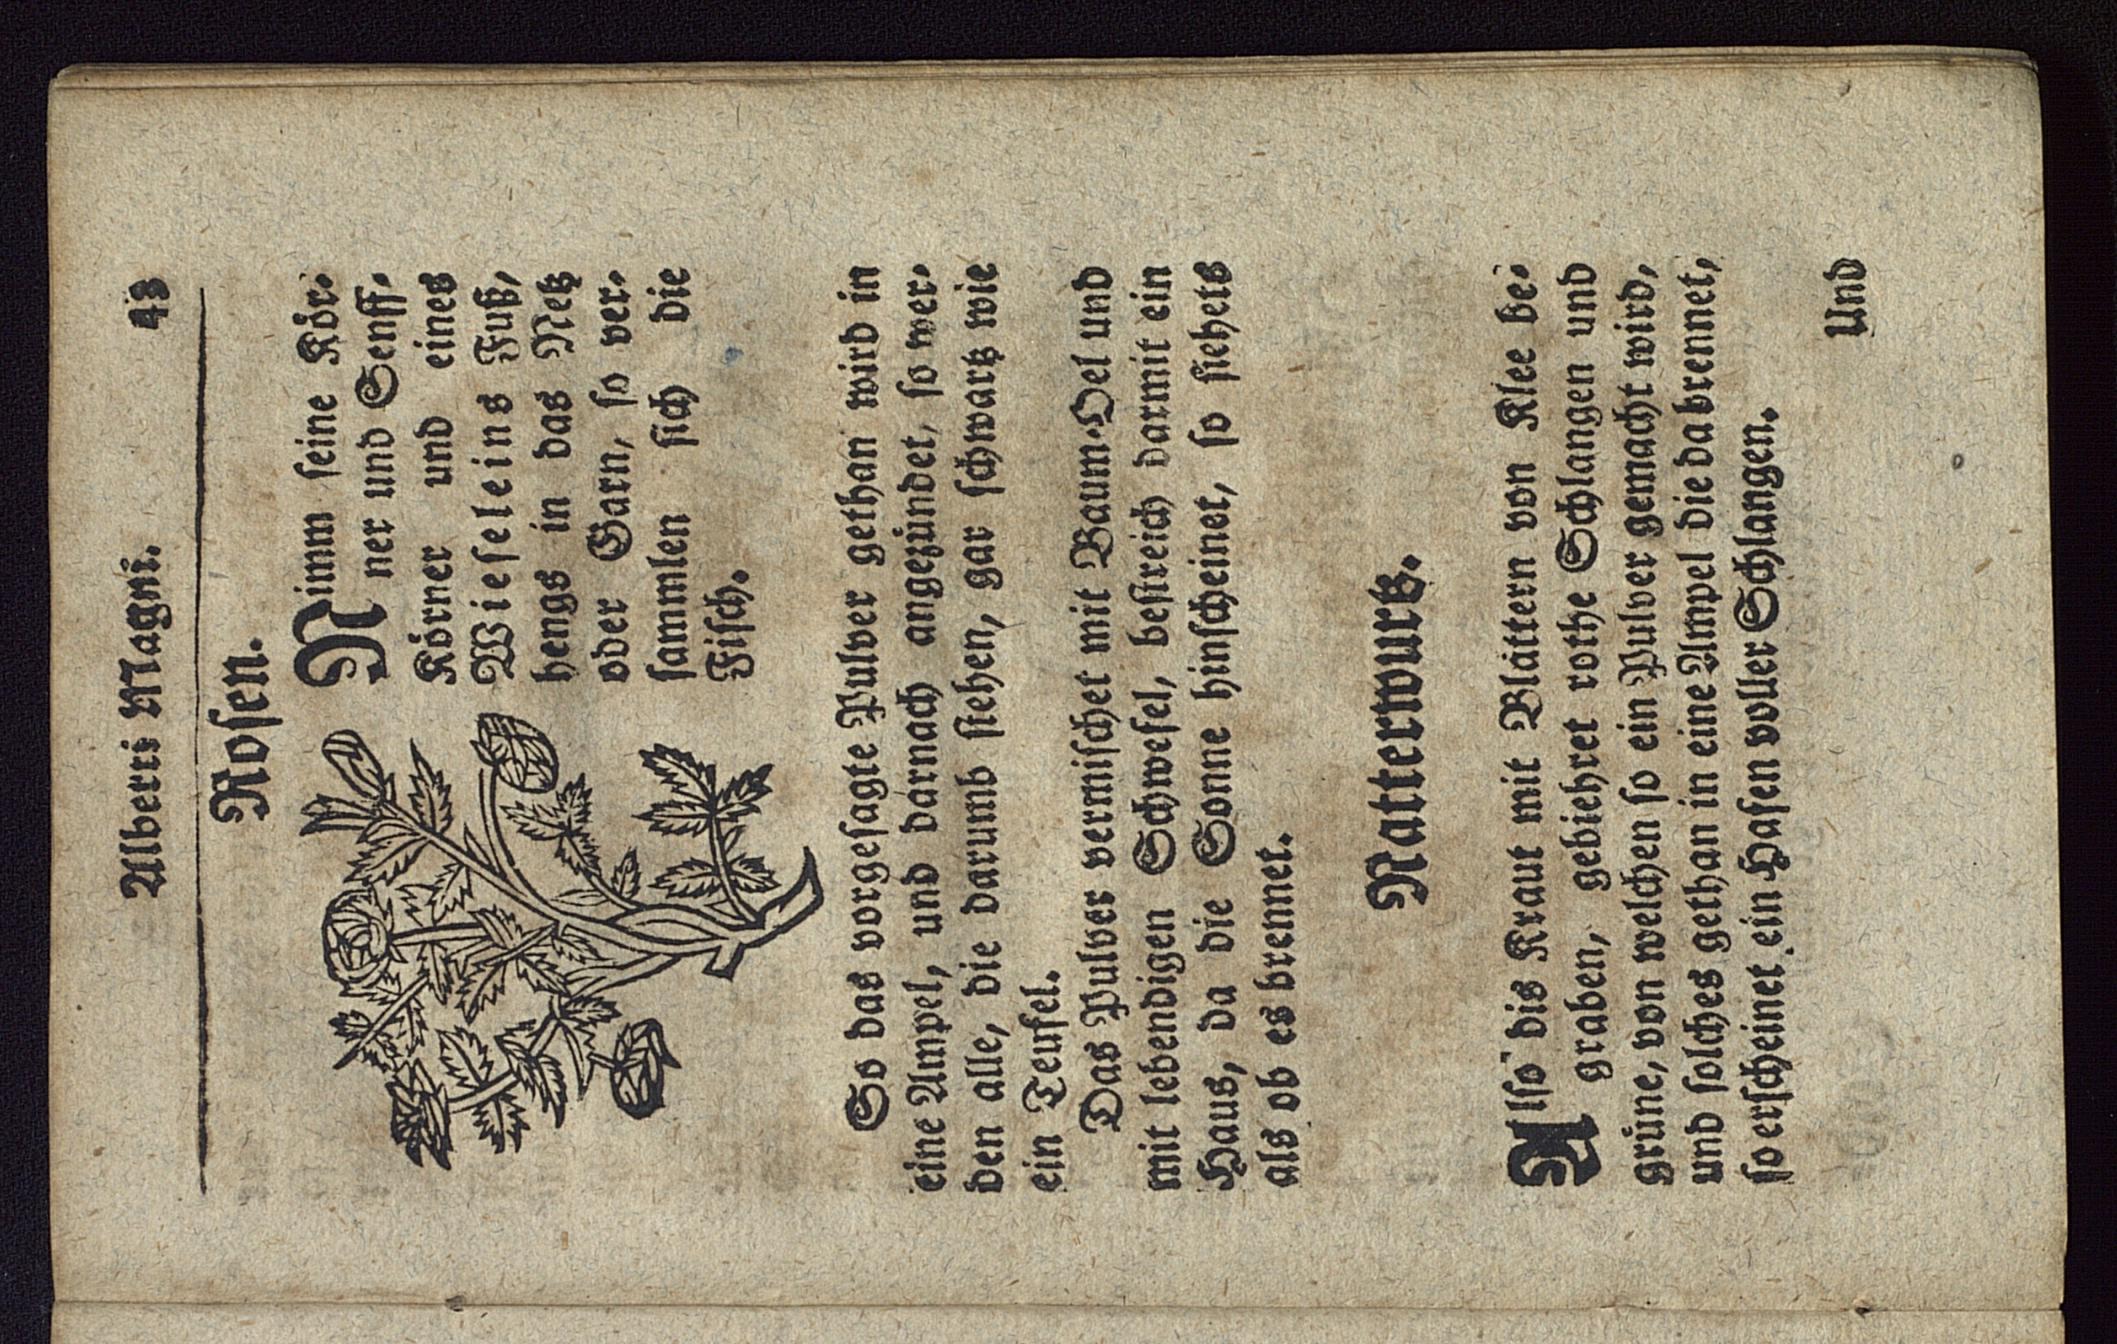 Alberti Magni. 43
Rosen.
Nimm seine Kör-
ner und Senff-
Körner und eines
Wieseleins Fuß,
hengs in das Netz
oder Garn, so ver-
sammlen sich die
Fisch.
So das vorgesagte Pulver gethan wird in
eine Ampel, und darnach angezündet, so wer-
den alle, die darumb stehen, gar schwartz wie
ein Teufel.
Das Pulver vermischet mit Baum-Oel und
mit lebendigen Schwefel, bestreich darmit ein
Haus, da die Sonne hinscheinet, so siehets
als ob es brennet.
Natterwurtz.
Also dis Kraut mit Blättern von Klee be-
graben, gebiehret rothe Schlangen und
grüne, von welchen so ein Pulver gemacht wird,
und solches gethan in eine Ampel die da brennet,
so erscheinet ein Hafen voller Schlangen.
Und